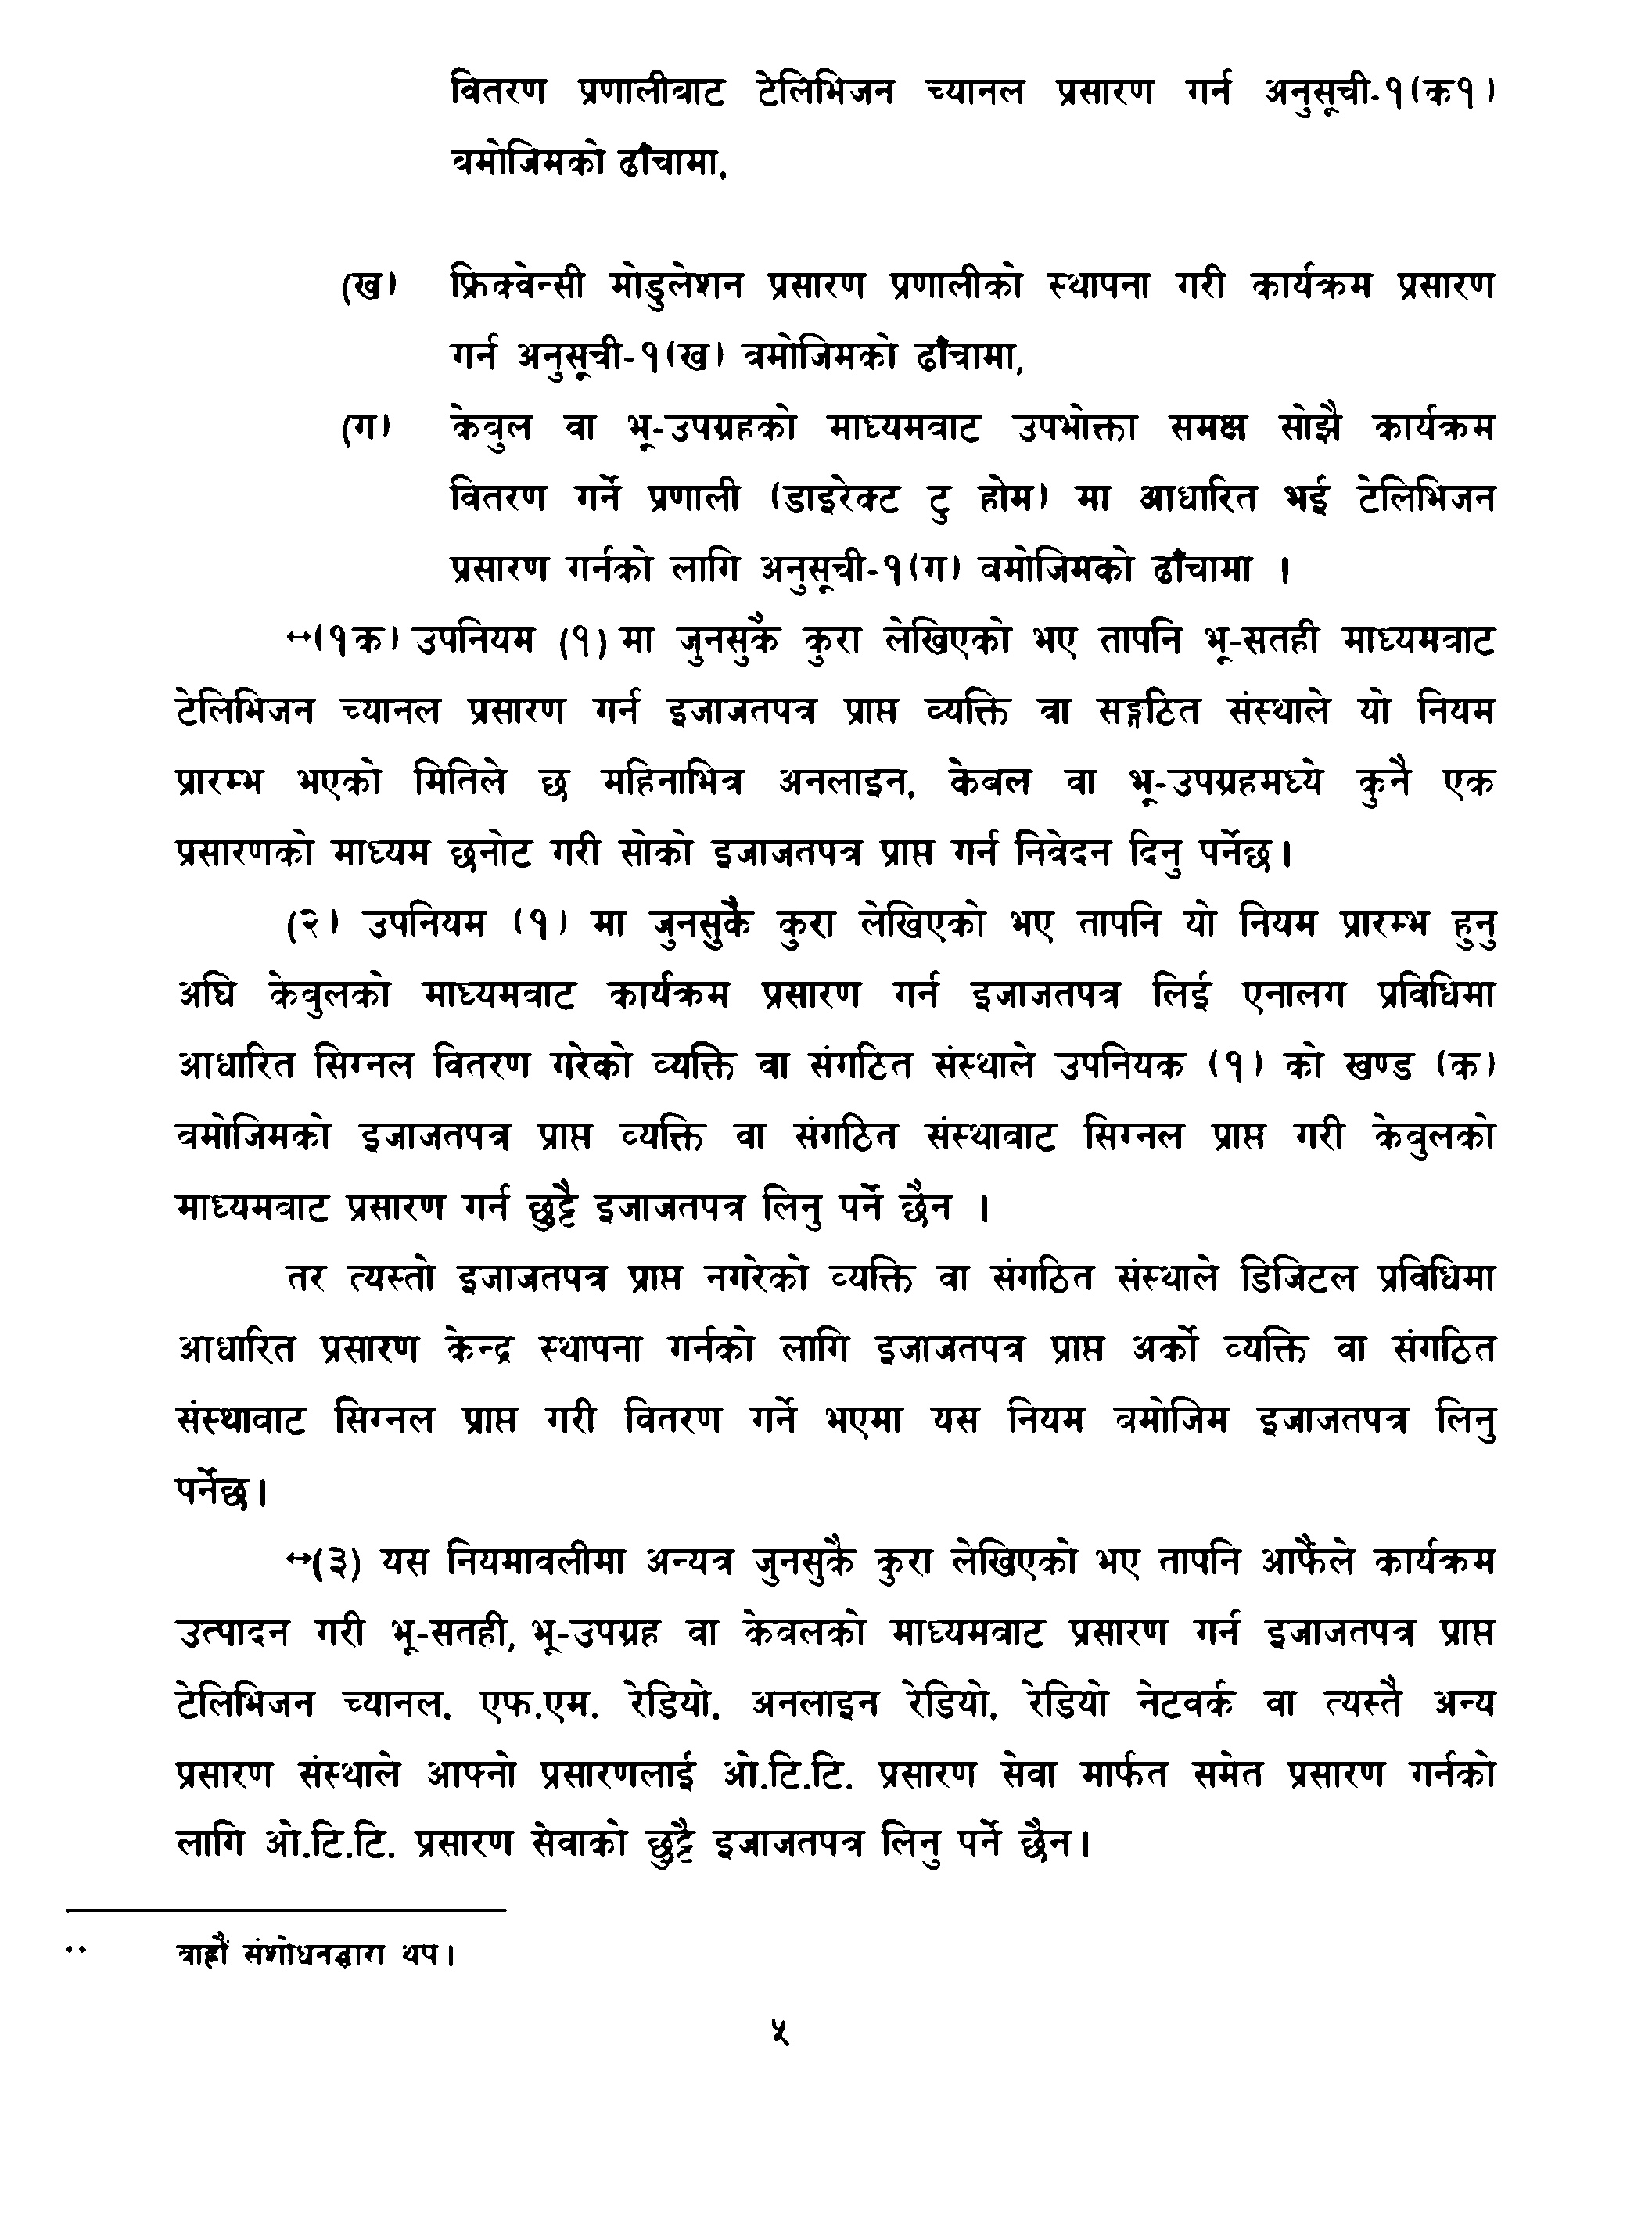 वितरण प्रणालीबाट टेलिभिजन च्यानल प्रसारण गर्न अनुसूची-१(क१)
बमोजिमको ढाँचामा,
(ख) फ्रिक्वेन्सी मोडुलेशन प्रसारण प्रणालीको स्थापना गरी कार्यक्रम प्रसारण
गर्न अनुसूची-१(ख) बमोजिमको ढाँचामा,
(ग) केबुल वा भू-उपग्रहको माध्यमबाट उपभोक्ता समक्ष सोझै कार्यक्रम
वितरण गर्ने प्रणाली (डाइरेक्ट टु होम) मा आधारित भई टेलिभिजन
प्रसारण गर्नको लागि अनुसूची-१(ग) बमोजिमको ढाँचामा ।
↔(१क) उपनियम (१) मा जुनसुकै कुरा लेखिएको भए तापनि भू-सतही माध्यमबाट
टेलिभिजन च्यानल प्रसारण गर्न इजाजतपत्र प्राप्त व्यक्ति वा सङ्गठित संस्थाले यो नियम
प्रारम्भ भएको मितिले छ महिनाभित्र अनलाइन, केबल वा भू-उपग्रहमध्ये कुनै एक
प्रसारणको माध्यम छनोट गरी सोको इजाजतपत्र प्राप्त गर्न निवेदन दिनु पर्नेछ।
(२) उपनियम (१) मा जुनसुकै कुरा लेखिएको भए तापनि यो नियम प्रारम्भ हुनु
अघि केबुलको माध्यमबाट कार्यक्रम प्रसारण गर्न इजाजतपत्र लिई एनालग प्रविधिमा
आधारित सिग्नल वितरण गरेको व्यक्ति वा संगठित संस्थाले उपनियक (१) को खण्ड (क)
बमोजिमको इजाजतपत्र प्राप्त व्यक्ति वा संगठित संस्थाबाट सिग्नल प्राप्त गरी केबुलको
माध्यमबाट प्रसारण गर्न छुट्टै इजाजतपत्र लिनु पर्ने छैन ।
तर त्यस्तो इजाजतपत्र प्राप्त नगरेको व्यक्ति वा संगठित संस्थाले डिजिटल प्रविधिमा
आधारित प्रसारण केन्द्र स्थापना गर्नको लागि इजाजतपत्र प्राप्त अर्को व्यक्ति वा संगठित
संस्थाबाट सिग्नल प्राप्त गरी वितरण गर्ने भएमा यस नियम बमोजिम इजाजतपत्र लिनु
पर्नेछ।
↔(३) यस नियमावलीमा अन्यत्र जुनसुकै कुरा लेखिएको भए तापनि आफैंले कार्यक्रम
उत्पादन गरी भू-सतही, भू-उपग्रह वा केबलको माध्यमबाट प्रसारण गर्न इजाजतपत्र प्राप्त
टेलिभिजन च्यानल, एफ.एम. रेडियो, अनलाइन रेडियो, रेडियो नेटवर्क वा त्यस्तै अन्य
प्रसारण संस्थाले आफ्नो प्रसारणलाई ओ.टि.टि. प्रसारण सेवा मार्फत समेत प्रसारण गर्नको
लागि ओ.टि.टि. प्रसारण सेवाको छुट्टै इजाजतपत्र लिनु पर्ने छैन।
बाह्रौं संशोधनद्वारा थप।
५